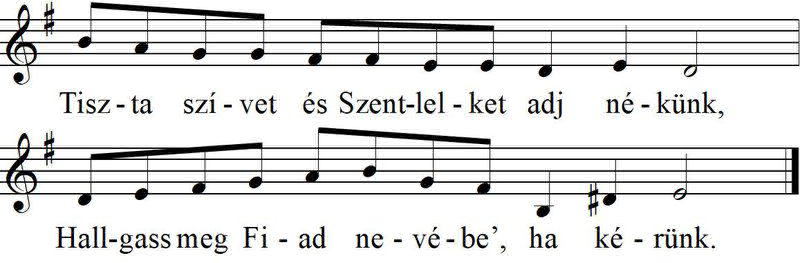 Tisz-ta szí-vet és Szent-lel-ket adj né-künk,
Hall-gass meg Fi-ad ne-vé-be’, ha ké-rünk.